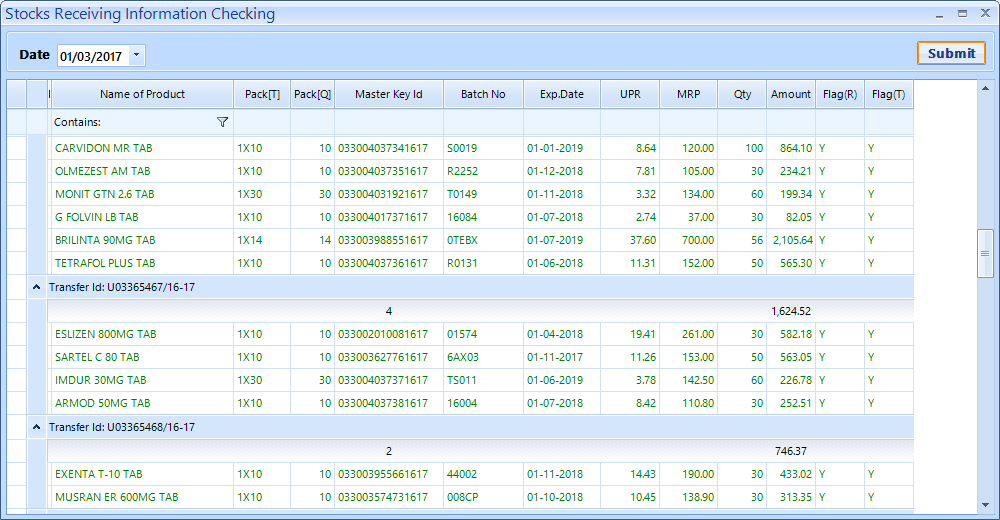 Stocks Receiving Information Checking
Date 01/03/2017 Submit
Name of Product Pack[T] Pack[Q] Master Key Id Batch No Exp.Date UPR MRP Qty Amount Flag(R) Flag(T)
Contains:
CARVIDON MR TAB 1X10 10 033004037341617 S0019 01-01-2019 8.64 120.00 100 864.10 Y Y
OLMEZEST AM TAB 1X10 10 033004037351617 R2252 01-12-2018 7.81 105.00 30 234.21 Y Y
MONIT GTN 2.6 TAB 1X30 30 033004031921617 T0149 01-11-2018 3.32 134.00 60 199.34 Y Y
G FOLVIN LB TAB 1X10 10 033004017371617 16084 01-07-2018 2.74 37.00 30 82.05 Y Y
BRILINTA 90MG TAB 1X14 14 033003988551617 0TEBX 01-07-2019 37.60 700.00 56 2,105.64 Y Y
TETRAFOL PLUS TAB 1X10 10 033004037361617 R0131 01-06-2018 11.31 152.00 50 565.30 Y Y
Transfer Id: U03365467/16-17
4 1,624.52
ESLIZEN 800MG TAB 1X10 10 033002010081617 01574 01-04-2018 19.41 261.00 30 582.18 Y Y
SARTEL C 80 TAB 1X10 10 033003627761617 6AX03 01-11-2017 11.26 153.00 50 563.05 Y Y
IMDUR 30MG TAB 1X30 30 033004037371617 TS011 01-06-2019 3.78 142.50 60 226.78 Y Y
ARMOD 50MG TAB 1X10 10 033004037381617 16004 01-07-2018 8.42 110.80 30 252.51 Y Y
Transfer Id: U03365468/16-17
2 746.37
EXENTA T-10 TAB 1X10 10 033003955661617 44002 01-11-2018 14.43 190.00 30 433.02 Y Y
MUSRAN ER 600MG TAB 1X10 10 033003574731617 008CP 01-10-2018 10.45 138.90 30 313.35 Y Y